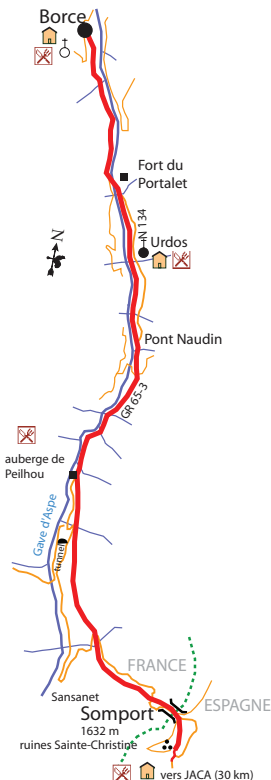 Borce
Fort du
Portalet
N 134
N
Urdos
Pont Naudin
GR 65-3
auberge de
Peilhou
Gave d'Aspe
tunnel
FRANCE
ESPAGNE
Sansanet
Somport
1632 m
ruines Sainte-Christine
vers JACA (30 km)